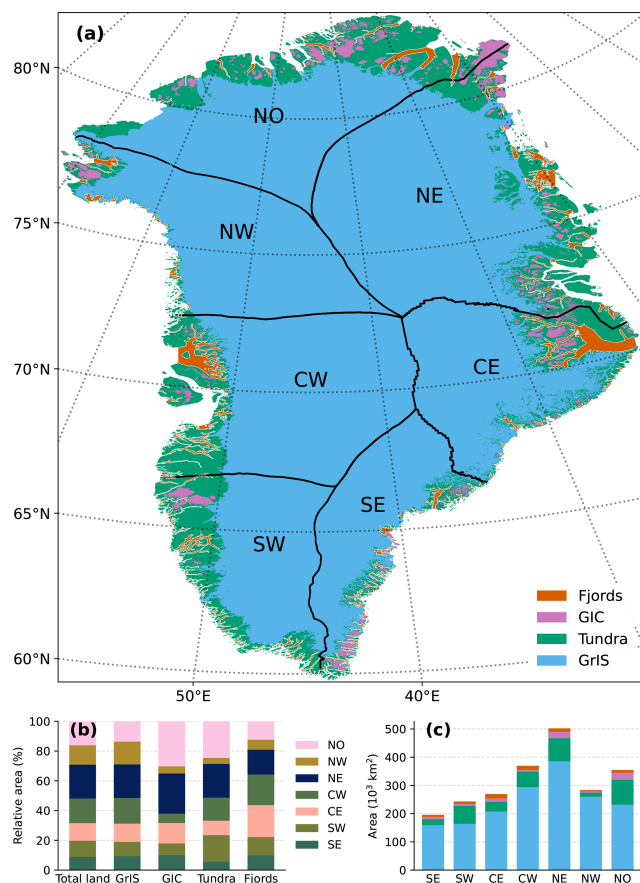 (a)
80°N
NO
NE
NW
75°N
CW
CE
70°N
SE
SW
65°N
60°N
Fjords
GIC
Tundra
GrIS
50°E
40°E
(b)
100
80
60
40
20
0
Relative area (%)
Total land GrIS GIC Tundra Fiords
NO
NW
NE
CW
CE
SW
SE
(c)
500
400
300
200
100
0
Area (10³ km²)
SE SW CE CW NE NW NO